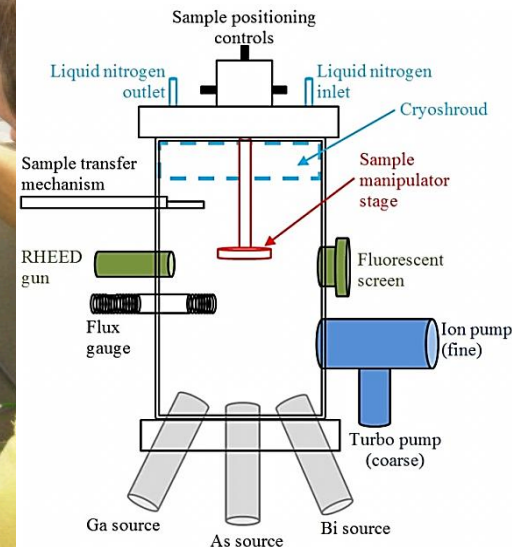 Sample positioning
controls
Liquid nitrogen
outlet
Liquid nitrogen
inlet
Cryoshroud
Sample transfer
mechanism
Sample
manipulator
stage
RHEED
gun
Fluorescent
screen
Flux
gauge
Ion pump
(fine)
Turbo pump
(coarse)
Ga source
As source
Bi source